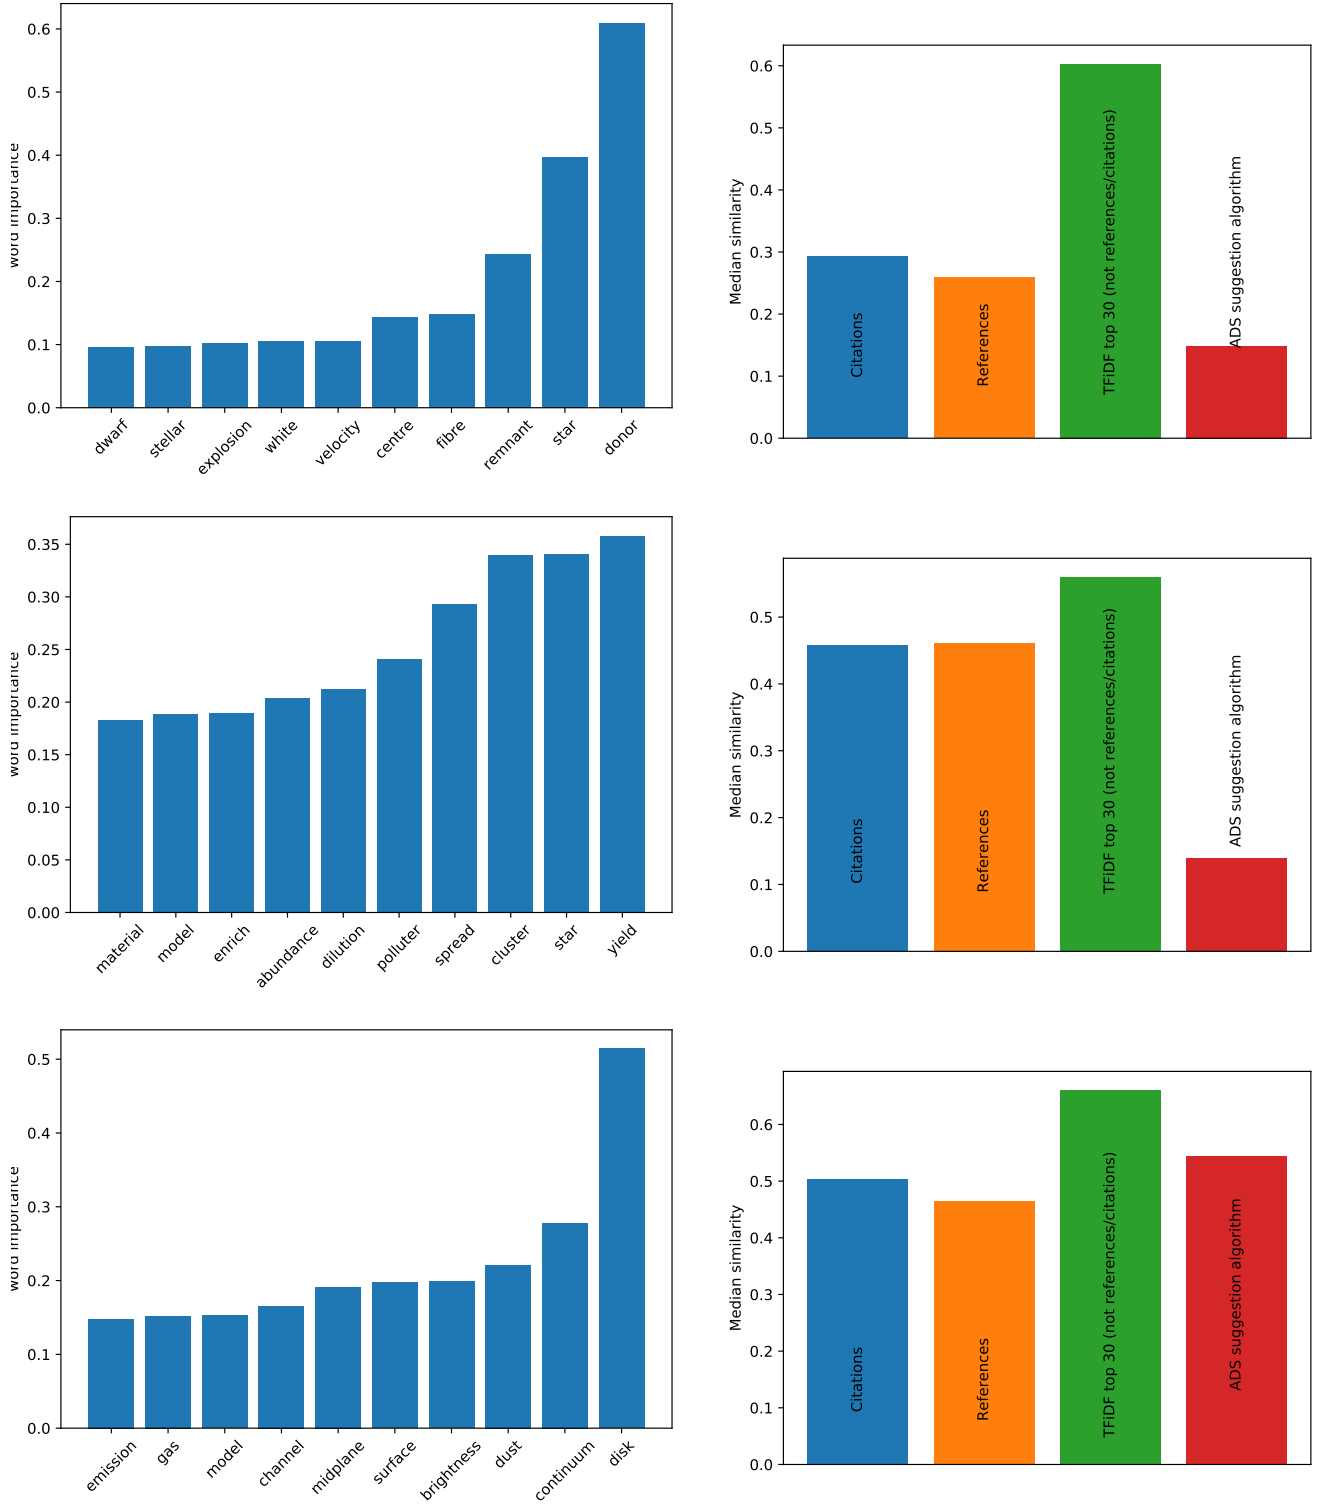 0.6
0.5
0.4
0.3
0.2
0.1
0.0
word importance
dwarf
stellar
explosion
white
velocity
centre
fibre
remnant
star
donor
0.6
0.5
0.4
0.3
0.2
0.1
0.0
Median similarity
Citations
References
TFiDF top 30 (not references/citations)
ADS suggestion algorithm
0.35
0.30
0.25
0.20
0.15
0.10
0.05
0.00
word importance
material
model
enrich
abundance
dilution
polluter
spread
cluster
star
yield
0.5
0.4
0.3
0.2
0.1
0.0
Median similarity
Citations
References
TFiDF top 30 (not references/citations)
ADS suggestion algorithm
0.5
0.4
0.3
0.2
0.1
0.0
word importance
emission
gas
model
channel
midplane
surface
brightness
dust
continuum
disk
0.6
0.5
0.4
0.3
0.2
0.1
0.0
Median similarity
Citations
References
TFiDF top 30 (not references/citations)
ADS suggestion algorithm